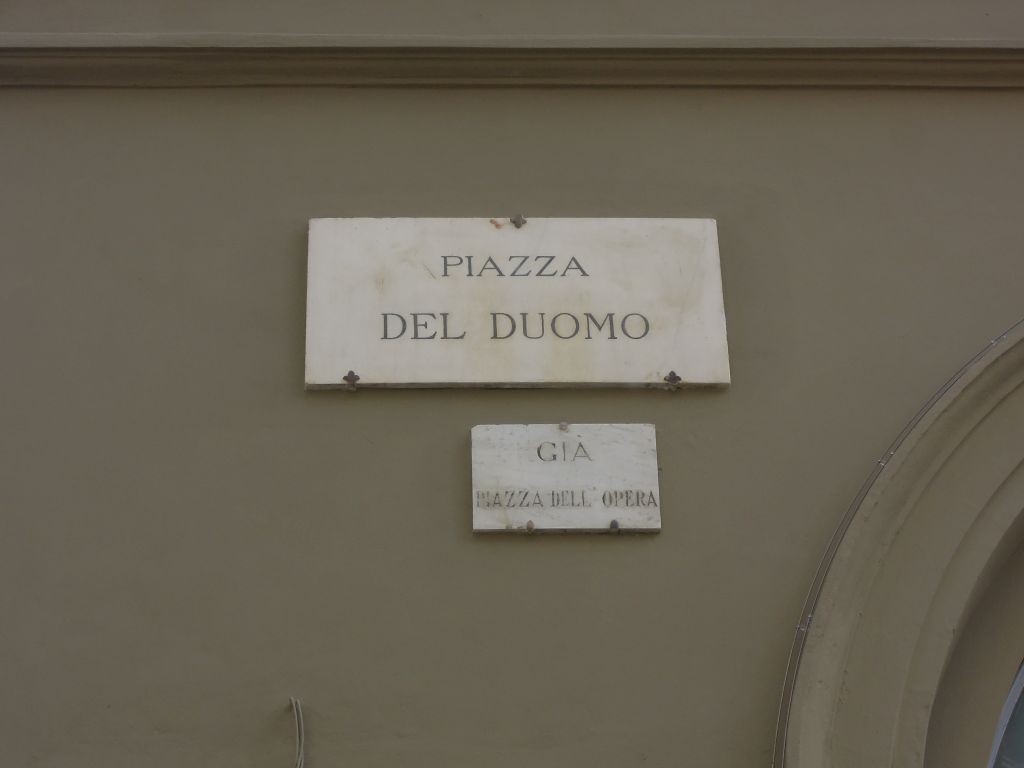 PIAZZA
DEL DUOMO
GIÀ
PIAZZA DELL' OPERA